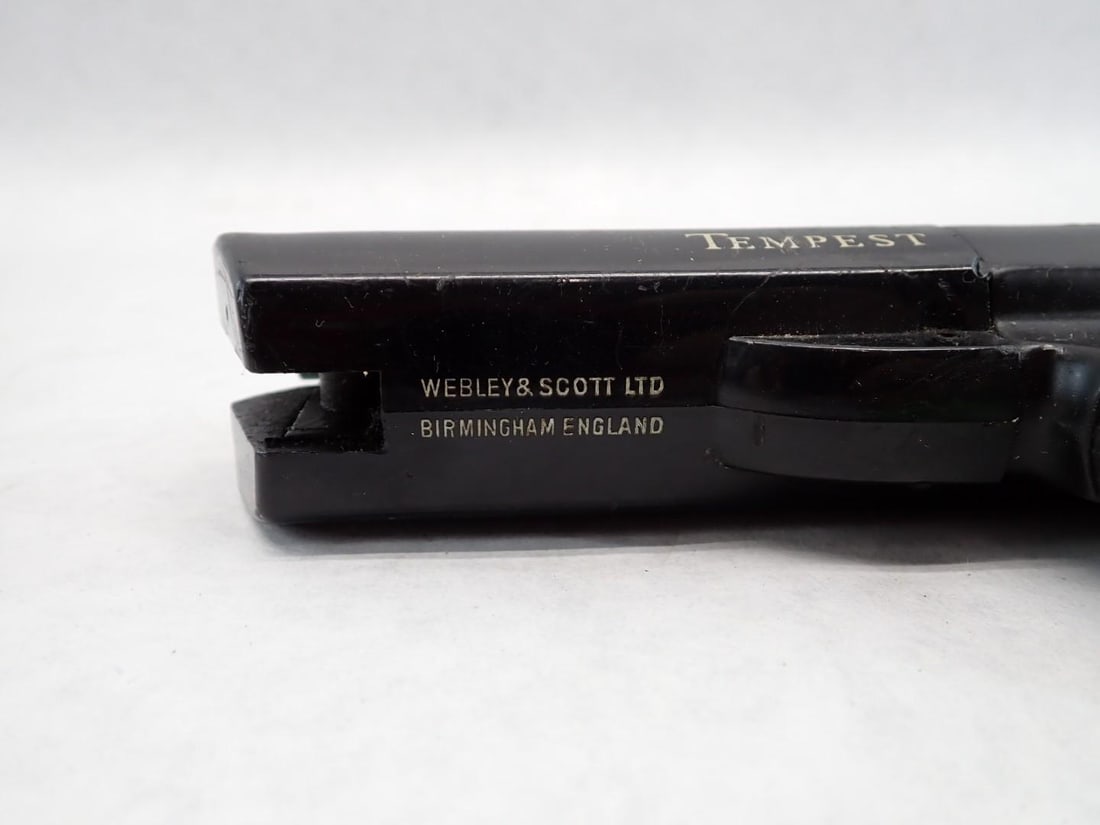 TEMPEST
WEBLEY & SCOTT LTD
BIRMINGHAM ENGLAND